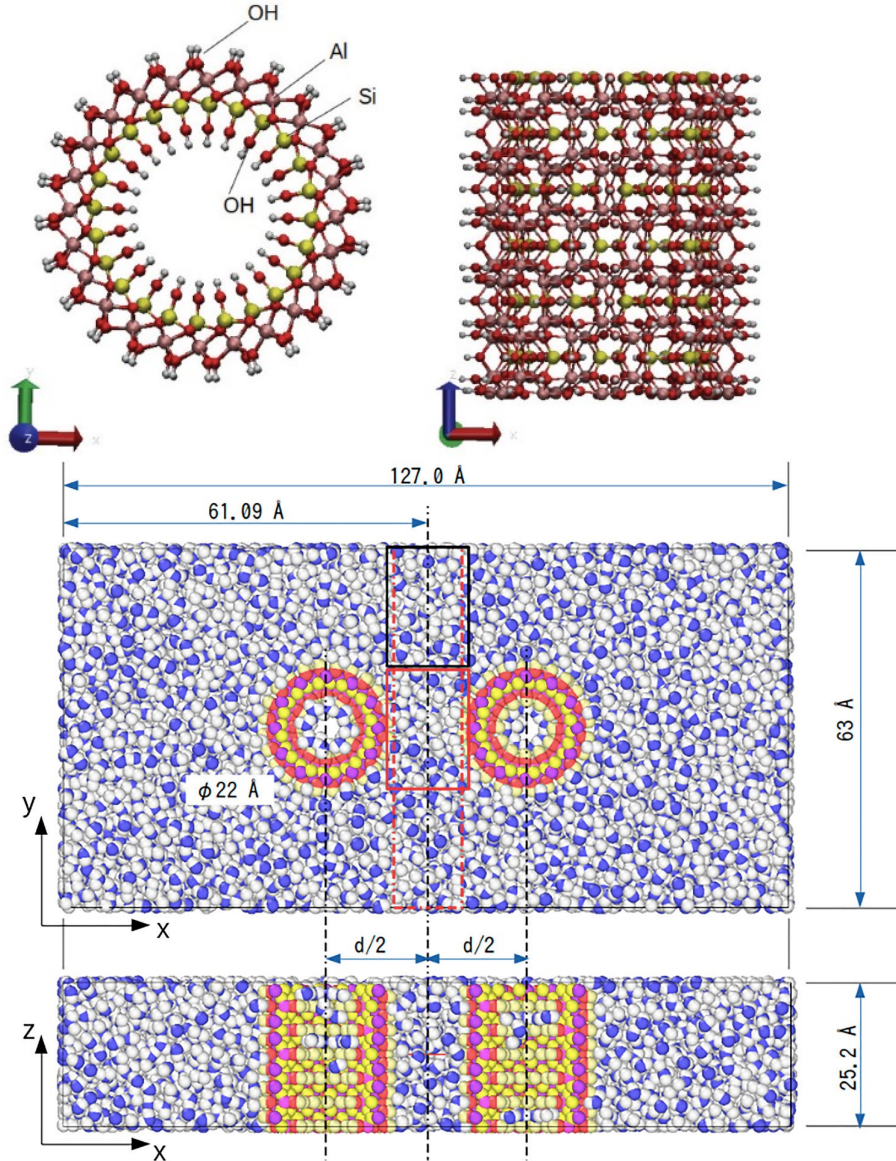 OH
Al
Si
OH
Y
Z
X
Z
X
127.0 Å
61.09 Å
63 Å
ϕ22 Å
y
x
d/2
d/2
z
x
25.2 Å